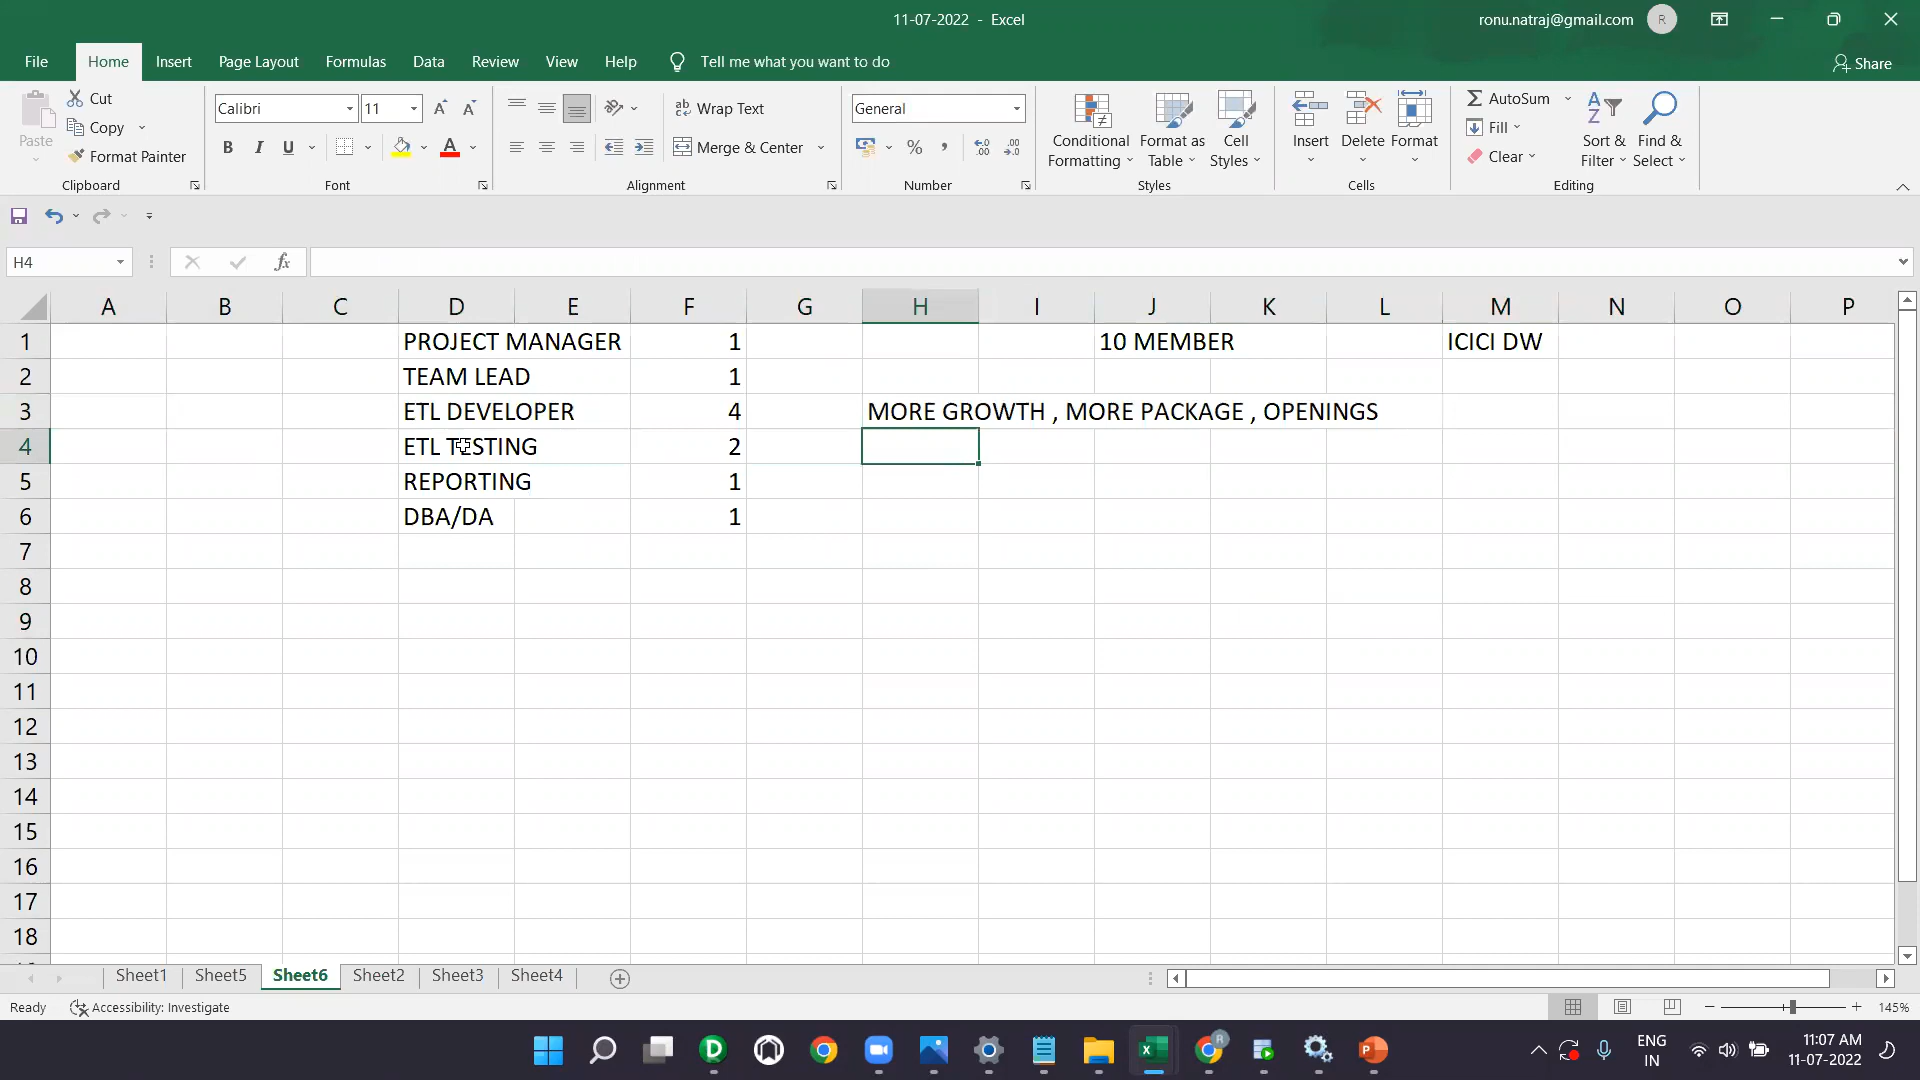 11-07-2022 - Excel
ronu.natraj@gmail.com R
File Home Insert Page Layout Formulas Data Review View Help Tell me what you want to do Share
Paste Cut Copy Format Painter Clipboard
Calibri 11 A A B I U A Font
ab Wrap Text Merge & Center Alignment
General % , Number
Conditional Formatting Format as Table Cell Styles Styles
Insert Delete Format Cells
AutoSum Fill Clear Sort & Filter Find & Select Editing
H4 fx
A B C D E F G H I J K L M N O P
1 PROJECT MANAGER 1 10 MEMBER ICICI DW
2 TEAM LEAD 1
3 ETL DEVELOPER 4 MORE GROWTH , MORE PACKAGE , OPENINGS
4 ETL TESTING 2
5 REPORTING 1
6 DBA/DA 1
7
8
9
10
11
12
13
14
15
16
17
18
Sheet1 Sheet5 Sheet6 Sheet2 Sheet3 Sheet4
Ready Accessibility: Investigate 145%
ENG IN 11:07 AM 11-07-2022